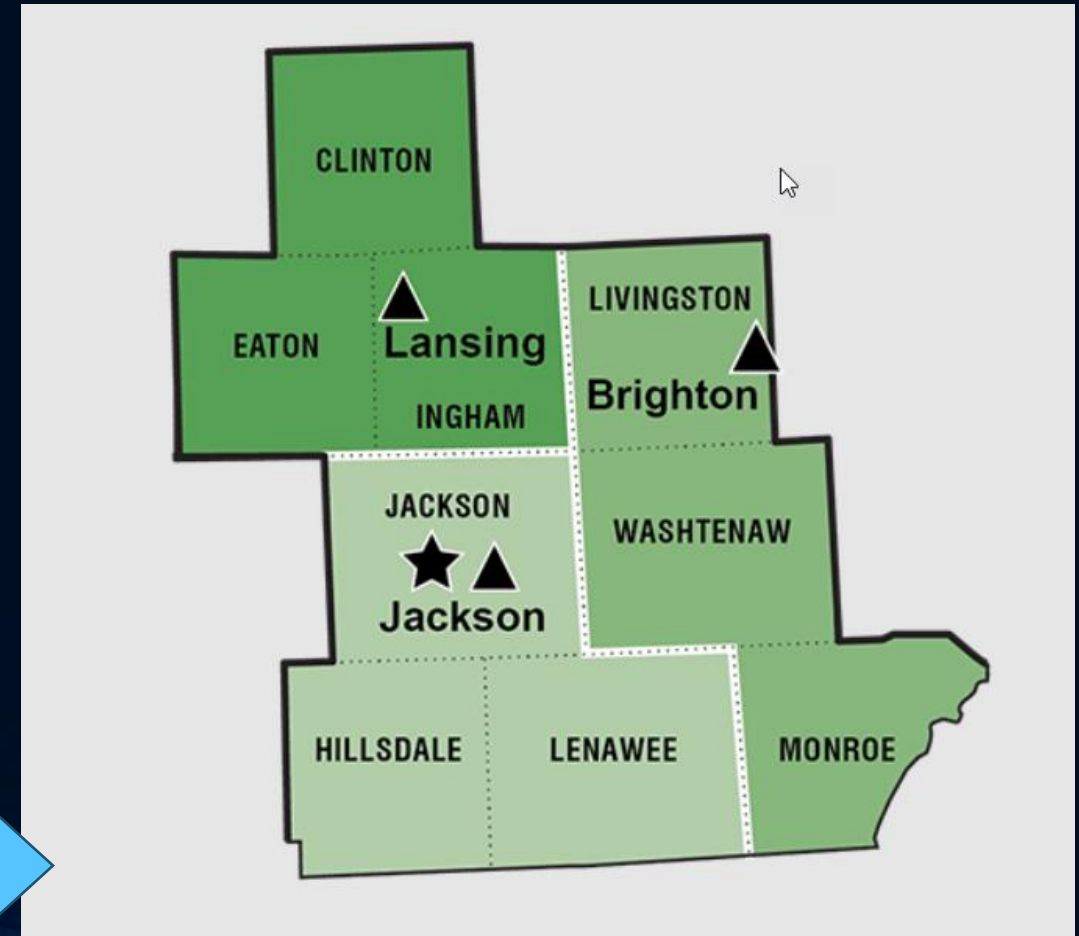 CLINTON
LIVINGSTON
EATON
Lansing
Brighton
INGHAM
JACKSON
WASHTENAW
Jackson
HILLSDALE
LENAWEE
MONROE